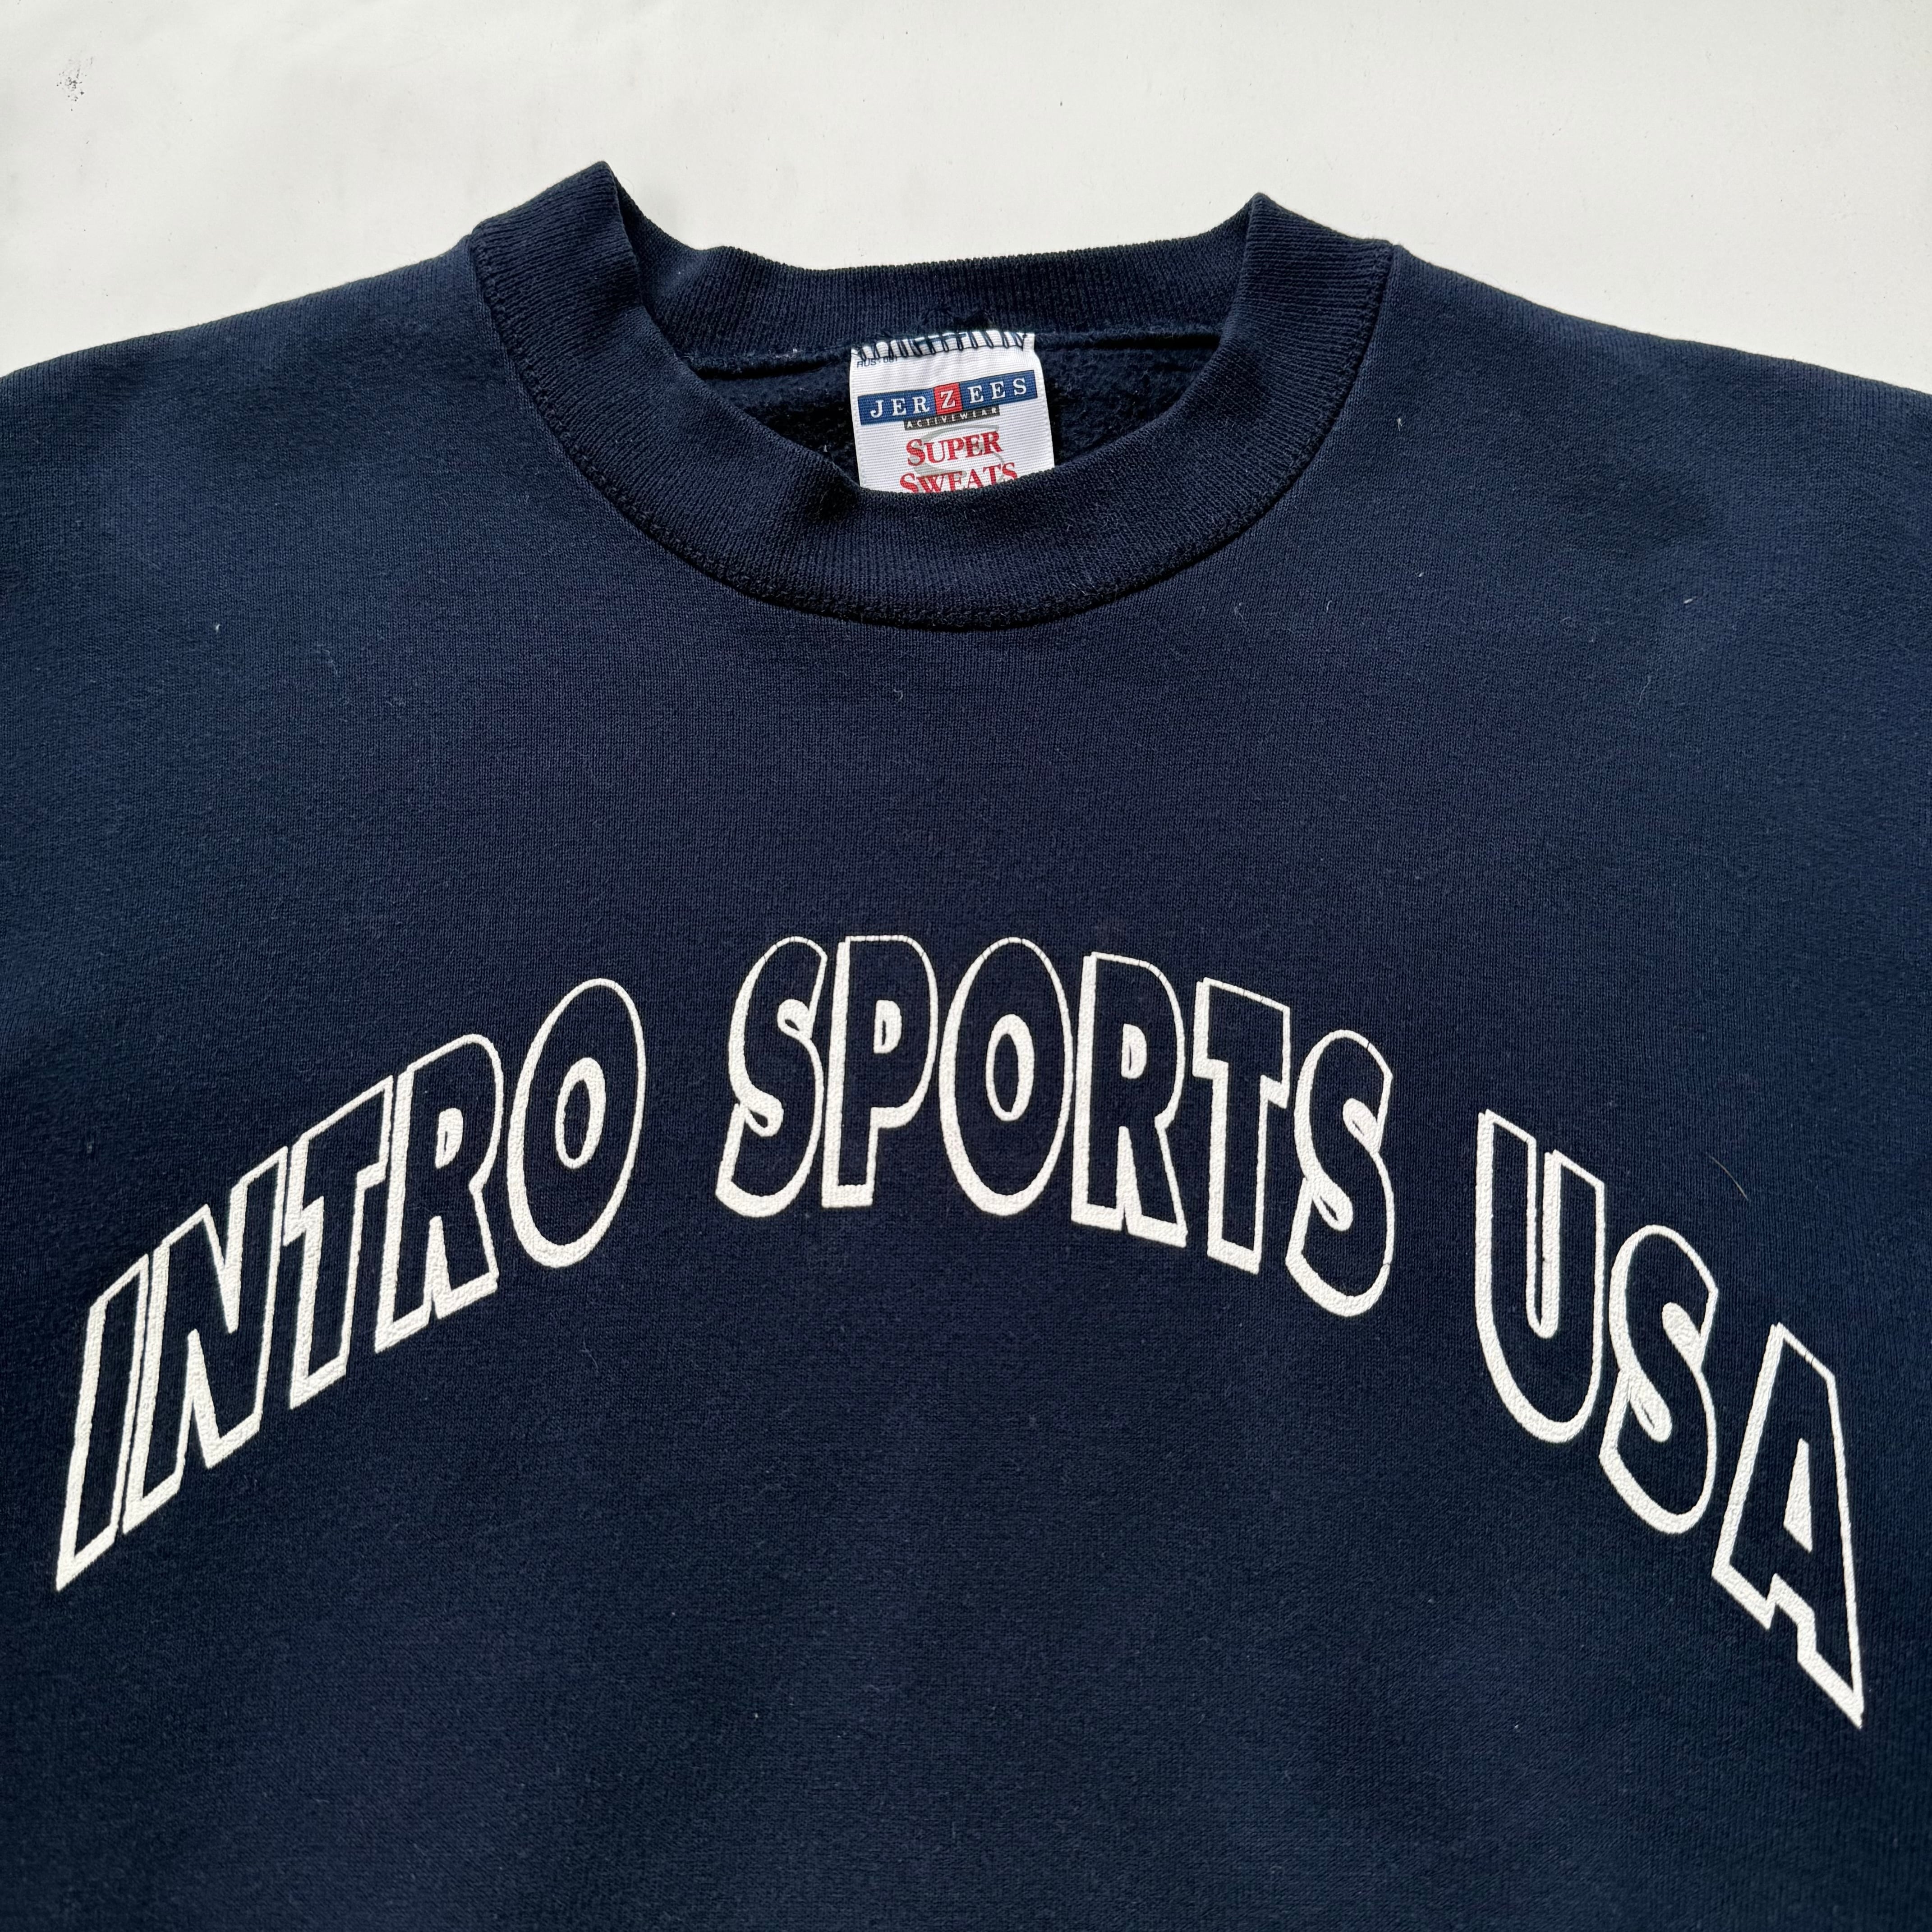 JERZEES
ACTIVEWEAR
SUPER
SWEATS
INTRO SPORTS USA